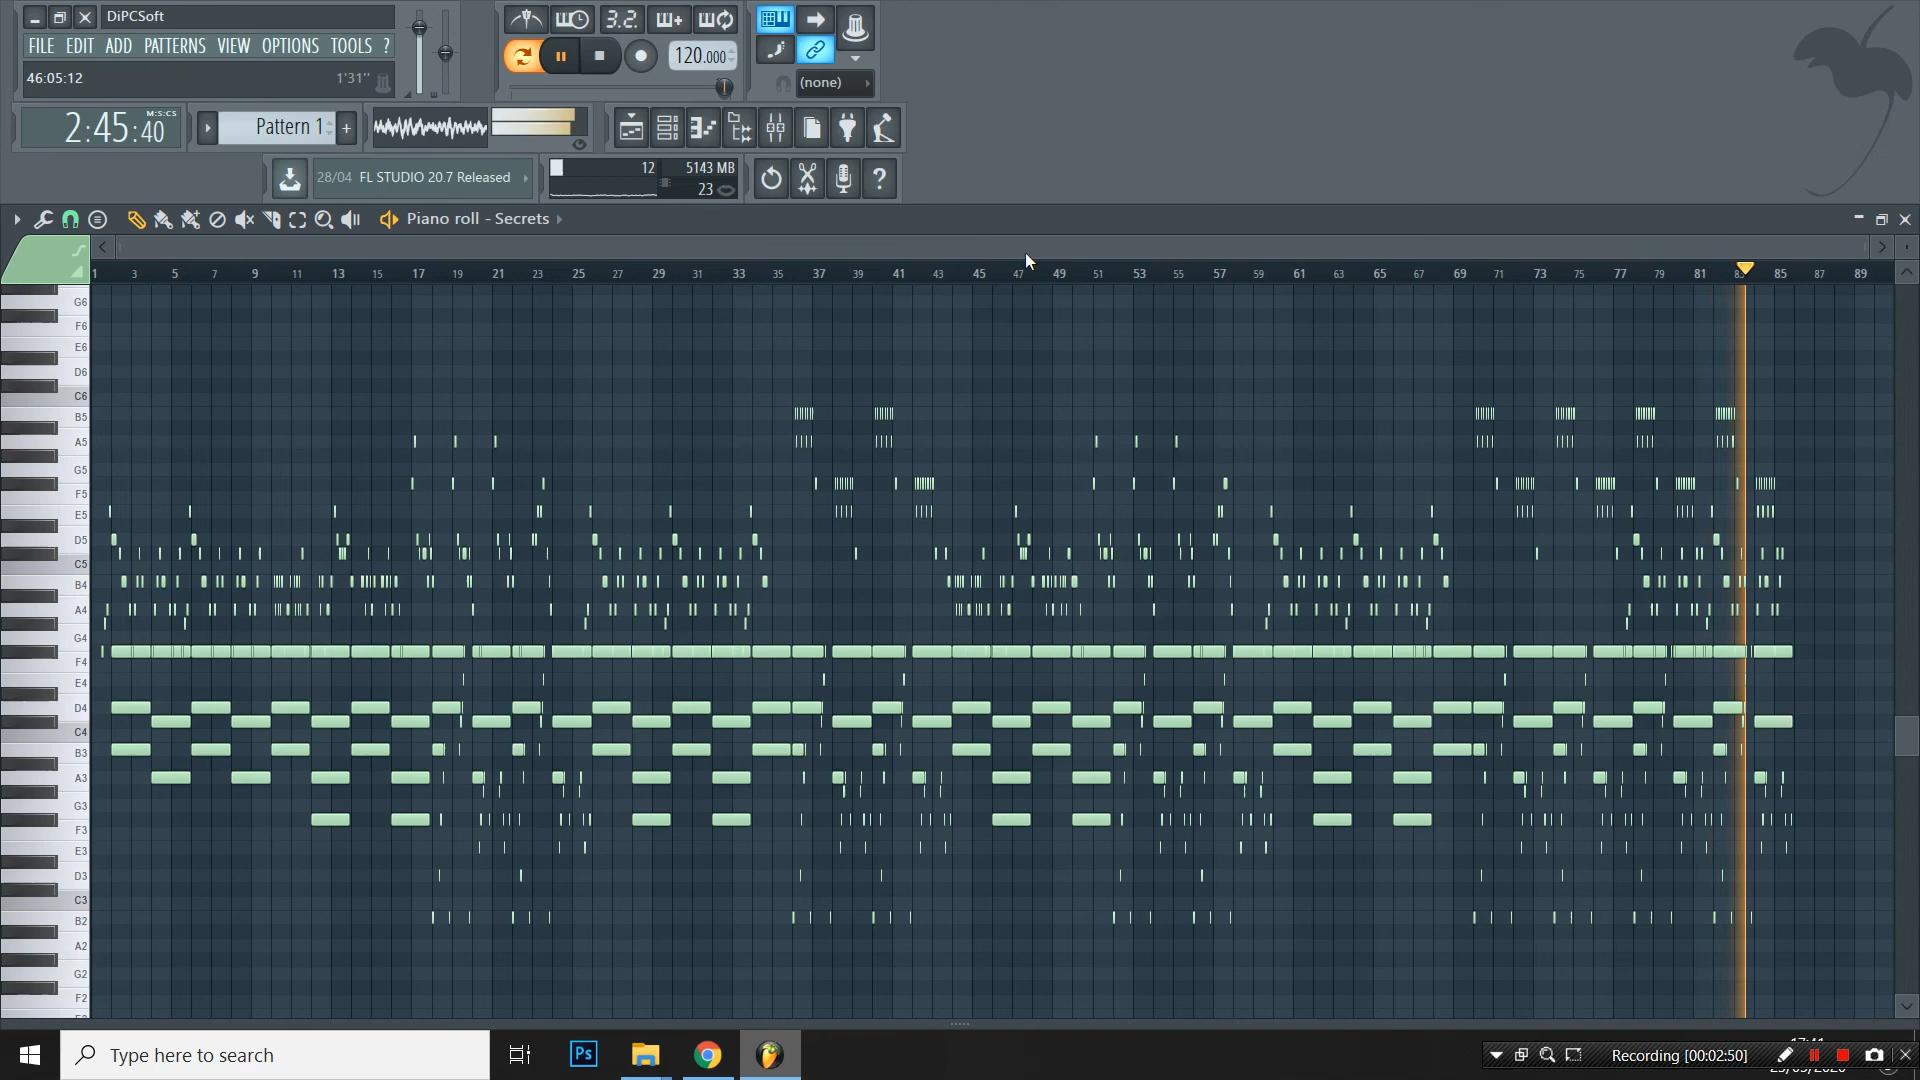 DiPCSoft
FILE EDIT ADD PATTERNS VIEW OPTIONS TOOLS ?
46:05:12 1'31"
3.2.
120.000
(none)
M:S:CS
2:45:40
Pattern 1
28/04 FL STUDIO 20.7 Released
12 5143 MB
23
?
Piano roll - Secrets
1 3 5 7 9 11 13 15 17 19 21 23 25 27 29 31 33 35 37 39 41 43 45 47 49 51 53 55 57 59 61 63 65 67 69 71 73 75 77 79 81 85 87 89
G6
F6
E6
D6
C6
B5
A5
G5
F5
E5
D5
C5
B4
A4
G4
F4
E4
D4
C4
B3
A3
G3
F3
E3
D3
C3
B2
A2
G2
F2
Type here to search
Ps
Recording [00:02:50]